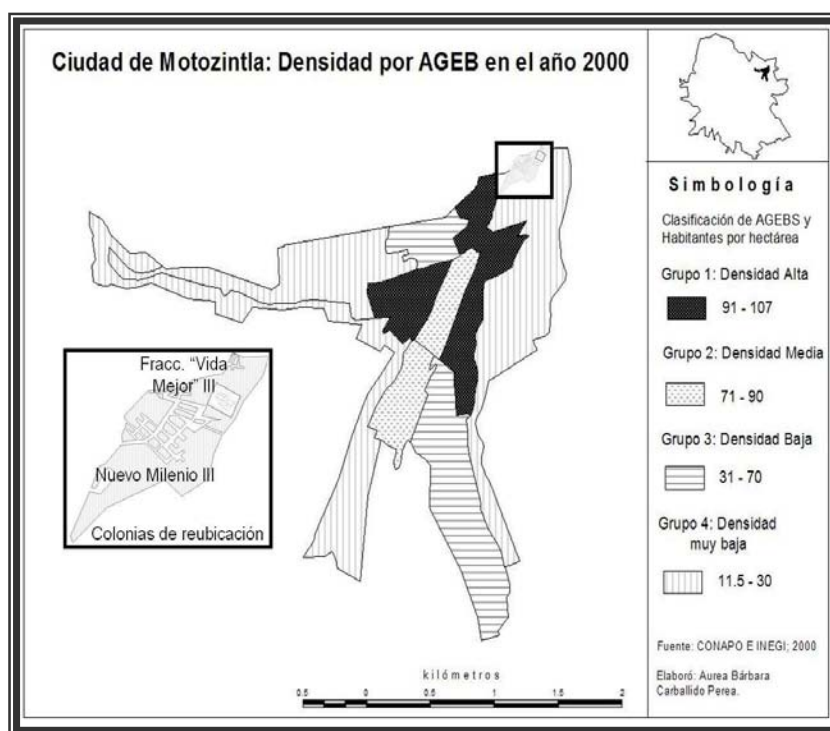 Ciudad de Motozintla: Densidad por AGEB en el año 2000
Fracc. "Vida
Mejor" III
Nuevo Milenio III
Colonias de reubicación
kilómetros
0.5
0
0.5
1
1.5
2
Simbología
Clasificación de AGEBS y
Habitantes por hectárea
Grupo 1: Densidad Alta
91 - 107
Grupo 2: Densidad Media
71 - 90
Grupo 3: Densidad Baja
31 - 70
Grupo 4: Densidad
muy baja
11.5 - 30
Fuente: CONAPO E INEGI; 2000
Elaboró: Aurea Bárbara
Carballido Perea.